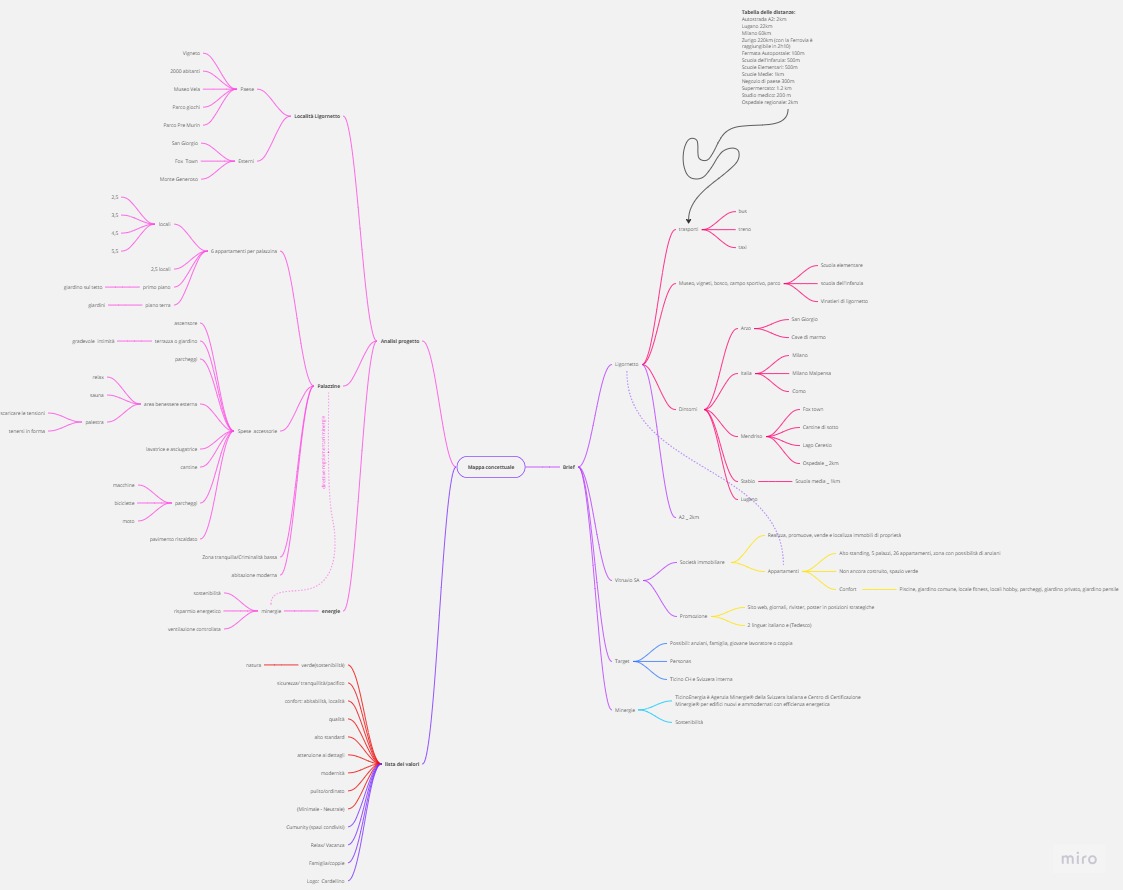 Tabella delle distanze:
Autostrada A2: 2km
Lugano 22km
Milano 60km
Zurigo 220km (con la Ferrovia è
raggiungibile in 2h10)
Fermata Autopostale: 100m
Scuola dell'infanzia: 500m
Scuole Elementari: 500m
Scuole Medie: 1km
Negozio di paese 300m
Supermercato: 1.2 km
Studio medico: 200 m
Ospedale regionale: 2km
Vigneto
2000 abitanti
Museo Vela
Parco giochi
Parco Pre Murin
Paese
San Giorgio
Fox Town
Monte Generoso
Esterni
Località Ligornetto
2,5
3,5
4,5
5,5
locali
2,5 locali
giardino sul tetto
primo piano
giardini
piano terra
6 appartamenti per palazzina
ascensore
gradevole intimità
terrazza o giardino
parcheggi
relax
sauna
scaricare le tensioni
tenersi in forma
palestra
area benessere esterna
lavatrice e asciugatrice
cantine
macchine
biciclette
moto
parcheggi
pavimento riscaldato
Spese accessorie
Zona tranquilla/Criminalità bassa
abitazione moderna
Palazzine
sostenibilità
risparmio energetico
ventilazione controllata
minergie
energie
Analisi progetto
natura
verde(sostenibilità)
sicurezza/ tranquillità/pacifico
confort: abitabilità, località
qualità
alto standard
attenzione ai dettagli
modernità
pulito/ordinato
(Minimale - Neutrale)
Comunity (spazi condivisi)
Relax/ Vacanza
Famiglia/coppie
Logo: Cardellino
lista dei valori
Mappa concettuale
Brief
Ligornetto
trasporti
bus
treno
taxi
Museo, vigneti, bosco, campo sportivo, parco
Scuola elementare
scuola dell'infanzia
Vinatieri di ligornetto
Dintorni
Arzo
San Giorgio
Cave di marmo
Italia
Milano
Milano Malpensa
Como
Mendrisio
Fox town
Cantine di sotto
Lago Ceresio
Ospedale _ 2km
Stabio
Scuola media _ 1km
Lugano
A2 _ 2km
Vitruvio SA
Società immobiliare
Realizza, promuove, vende e localizza immobili di proprietà
Appartamenti
Alto standing, 5 palazzi, 26 appartamenti, zona con possibilità di anziani
Non ancora costruito, spazio verde
Confort
Piscine, giardino comune, locale fitness, locali hobby, parcheggi, giardino privato, giardino pensile
Promozione
Sito web, giornali, rivister, poster in posizioni strategiche
2 lingue: italiano e (Tedesco)
Target
Possibili: anziani, famiglia, giovane lavoratore o coppia
Personas
Ticino CH e Svizzera interna
Minergie
TicinoEnergia è Agenzia Minergie® della Svizzera italiana e Centro di Certificazione
Minergie® per edifici nuovi e ammodernati con efficienza energetica
Sostenibilità
miro